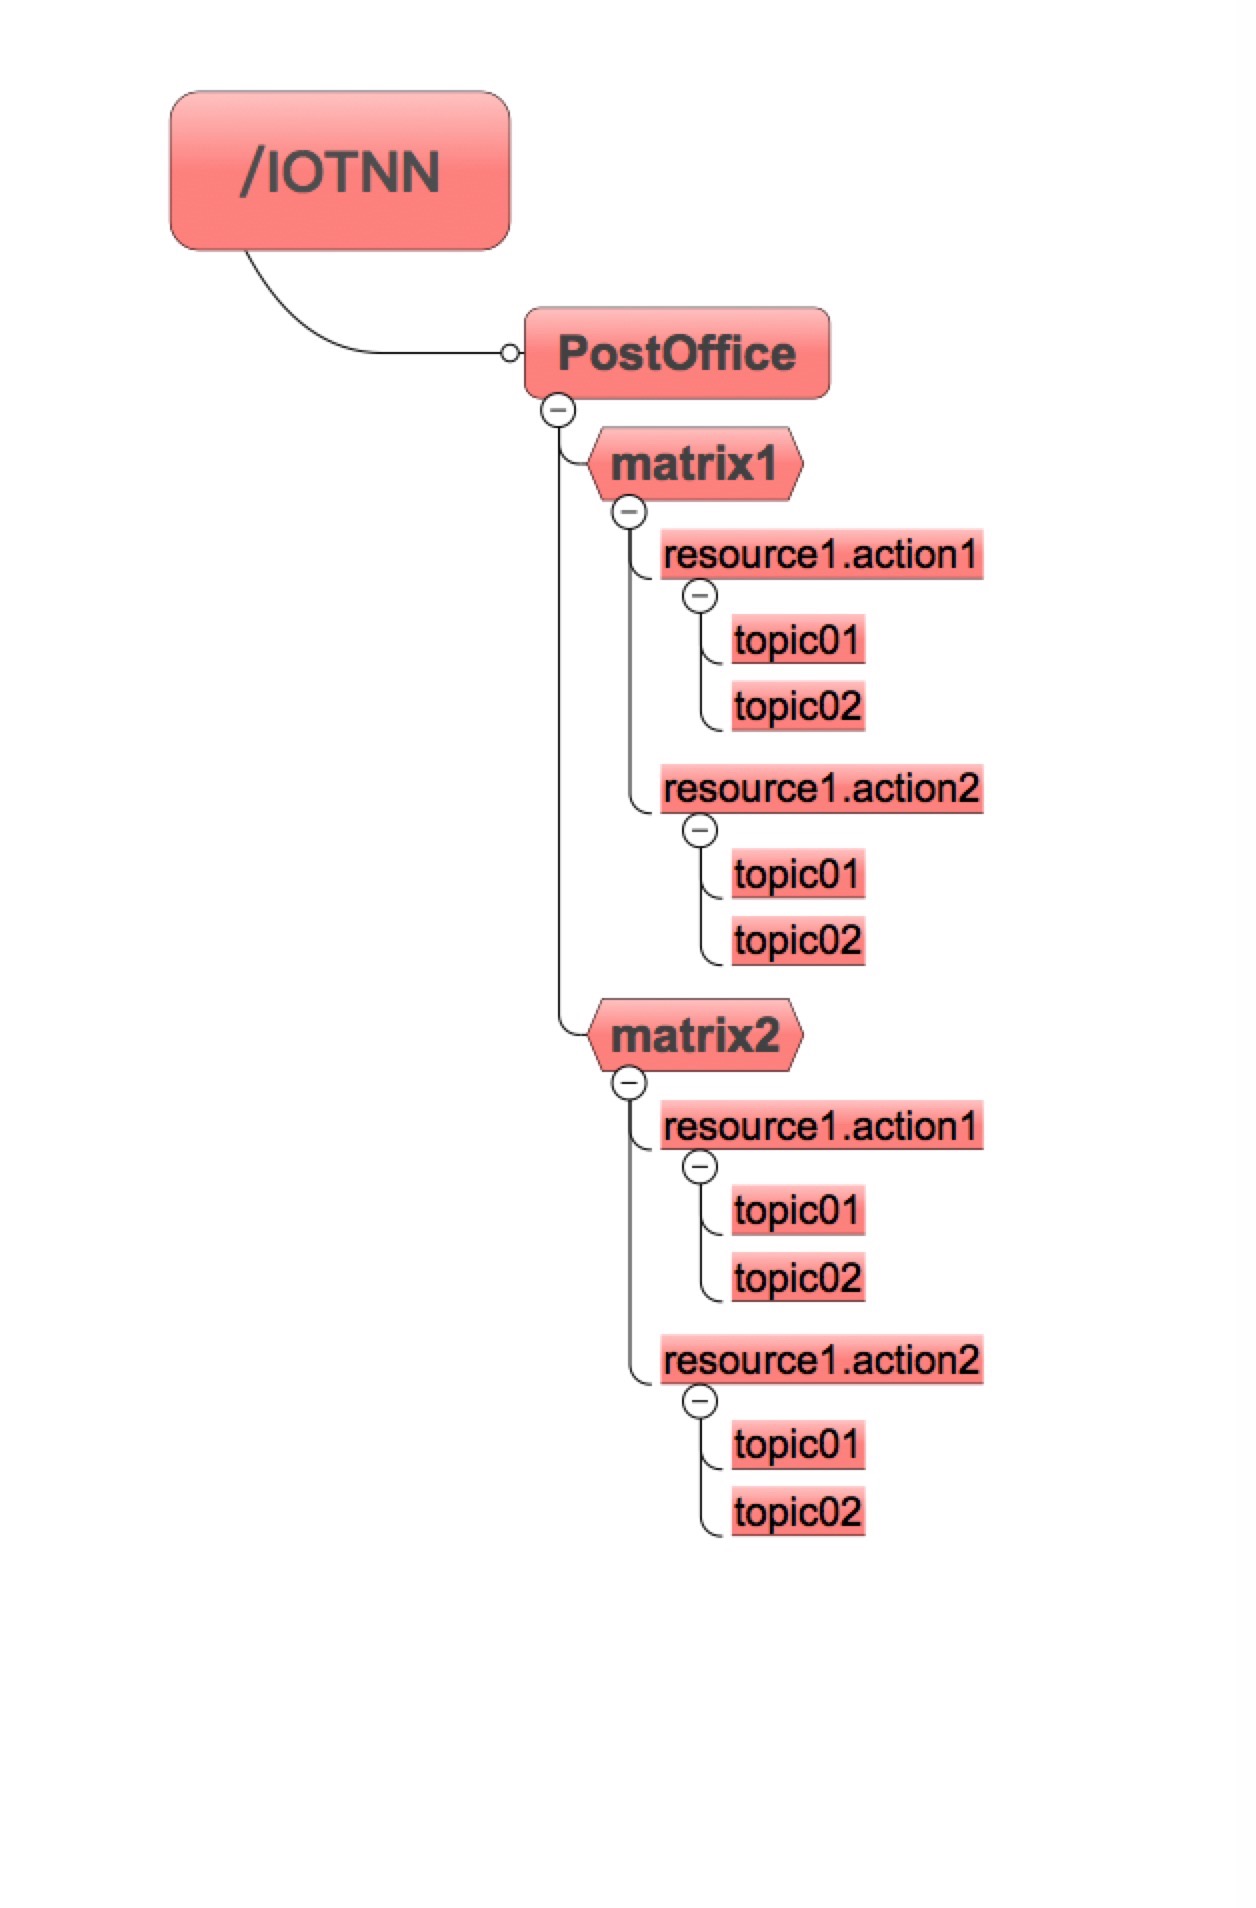 /IOTNN
PostOffice
matrix1
resource1.action1
topic01
topic02
resource1.action2
topic01
topic02
matrix2
resource1.action1
topic01
topic02
resource1.action2
topic01
topic02